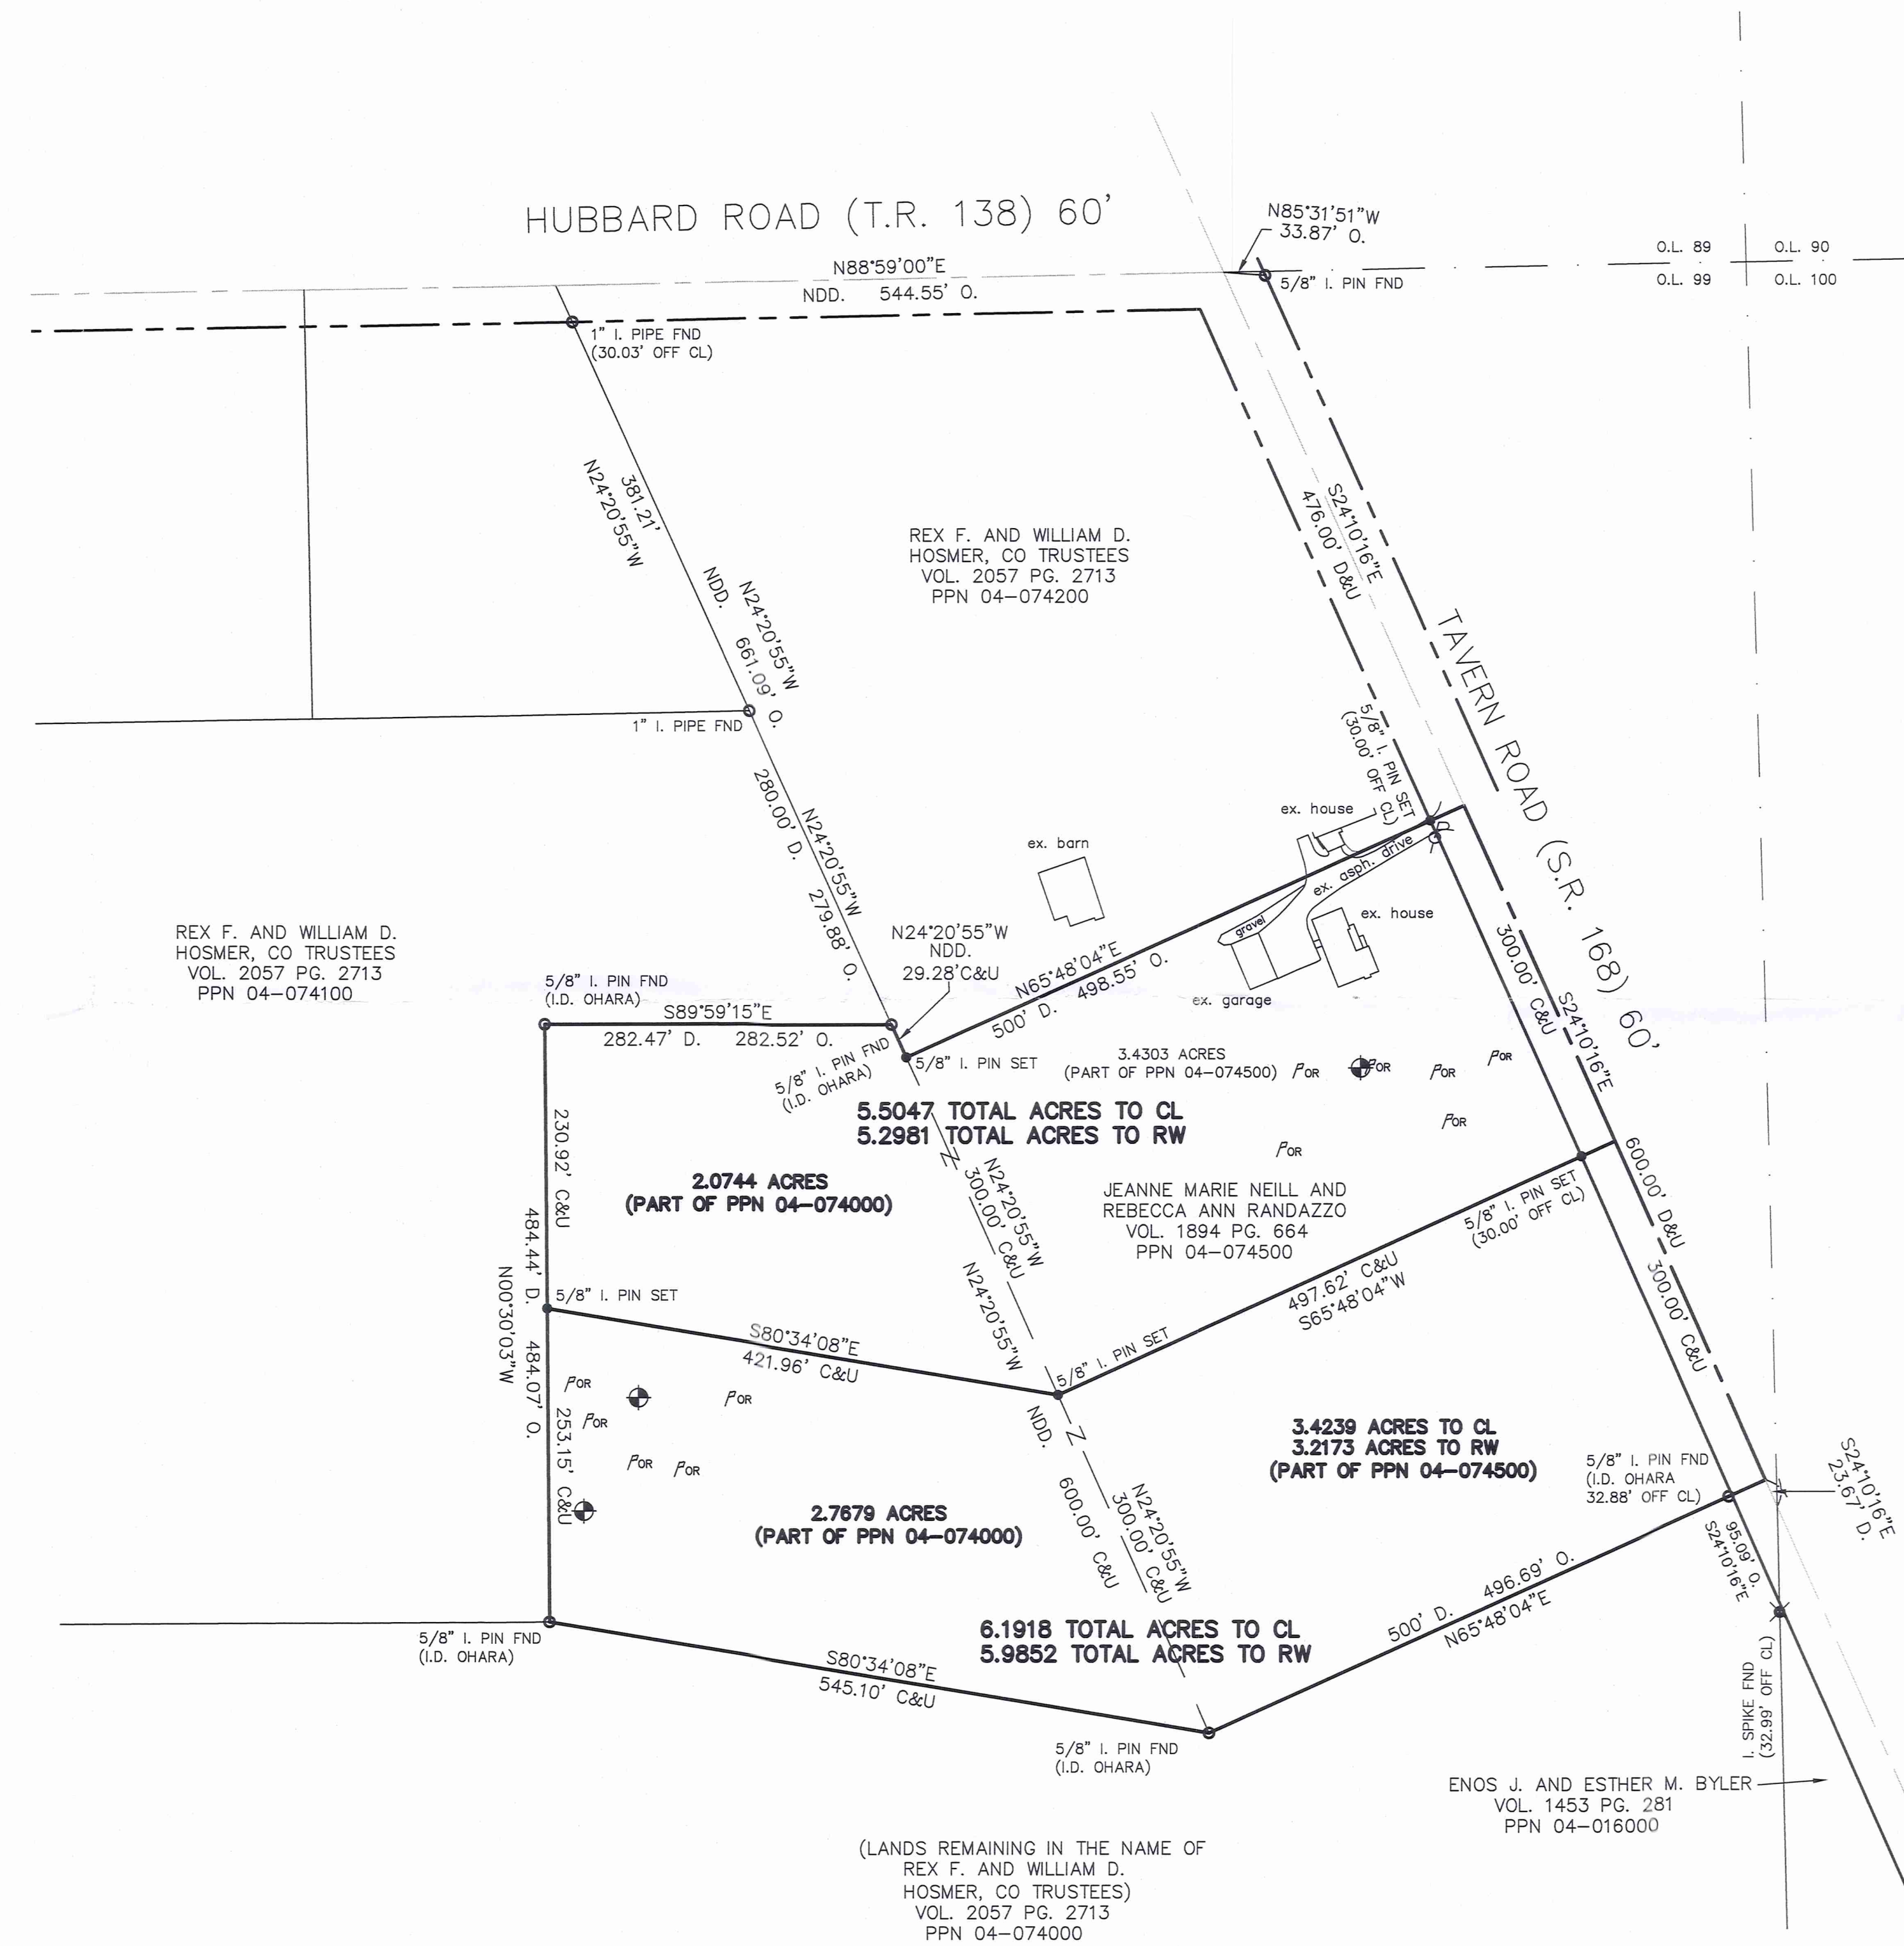 HUBBARD ROAD (T.R. 138) 60'
N85°31'51"W
33.87' O.
O.L. 89
O.L. 90
O.L. 99
O.L. 100
N88°59'00"E
NDD. 544.55' O.
5/8" I. PIN FND
1" I. PIPE FND
(30.03' OFF CL)
381.21'
N24°20'55"W
REX F. AND WILLIAM D.
HOSMER, CO TRUSTEES
VOL. 2057 PG. 2713
PPN 04-074200
S24°10'16"E
476.00' D&U
TAVERN ROAD (S.R. 168) 60'
N24°20'55"W
NDD. 661.09' O.
1" I. PIPE FND
5/8" I. PIN SET
(30.00' OFF CL)
N24°20'55"W
280.00' D. 279.88' O.
ex. house
ex. barn
ex. asph. drive
gravel
ex. house
ex. garage
REX F. AND WILLIAM D.
HOSMER, CO TRUSTEES
VOL. 2057 PG. 2713
PPN 04-074100
N24°20'55"W
NDD.
29.28'C&U
N65°48'04"E
500' D. 498.55' O.
300.00' C&U
S24°10'16"E
5/8" I. PIN FND
(I.D. OHARA)
S89°59'15"E
282.47' D. 282.52' O.
5/8" I. PIN FND
(I.D. OHARA)
5/8" I. PIN SET
3.4303 ACRES
(PART OF PPN 04-074500)
POR
POR
POR
POR
POR
POR
5.5047 TOTAL ACRES TO CL
5.2981 TOTAL ACRES TO RW
230.92' C&U
2.0744 ACRES
(PART OF PPN 04-074000)
N24°20'55"W
300.00' C&U
JEANNE MARIE NEILL AND
REBECCA ANN RANDAZZO
VOL. 1894 PG. 664
PPN 04-074500
5/8" I. PIN SET
(30.00' OFF CL)
600.00' D&U
484.44' D. 484.07' O.
N00°30'03"W
5/8" I. PIN SET
N24°20'55"W
497.62' C&U
S65°48'04"W
300.00' C&U
S80°34'08"E
421.96' C&U
5/8" I. PIN SET
POR
POR
POR
POR
POR
253.15' C&U
NDD. 600.00' C&U
3.4239 ACRES TO CL
3.2173 ACRES TO RW
(PART OF PPN 04-074500)
5/8" I. PIN FND
(I.D. OHARA
32.88' OFF CL)
S24°10'16"E
23.67' D.
2.7679 ACRES
(PART OF PPN 04-074000)
N24°20'55"W
300.00' C&U
95.09' O.
S24°10'16"E
500' D. 496.69' O.
N65°48'04"E
6.1918 TOTAL ACRES TO CL
5.9852 TOTAL ACRES TO RW
5/8" I. PIN FND
(I.D. OHARA)
S80°34'08"E
545.10' C&U
I. SPIKE FND
(32.99' OFF CL)
5/8" I. PIN FND
(I.D. OHARA)
ENOS J. AND ESTHER M. BYLER
VOL. 1453 PG. 281
PPN 04-016000
(LANDS REMAINING IN THE NAME OF
REX F. AND WILLIAM D.
HOSMER, CO TRUSTEES)
VOL. 2057 PG. 2713
PPN 04-074000